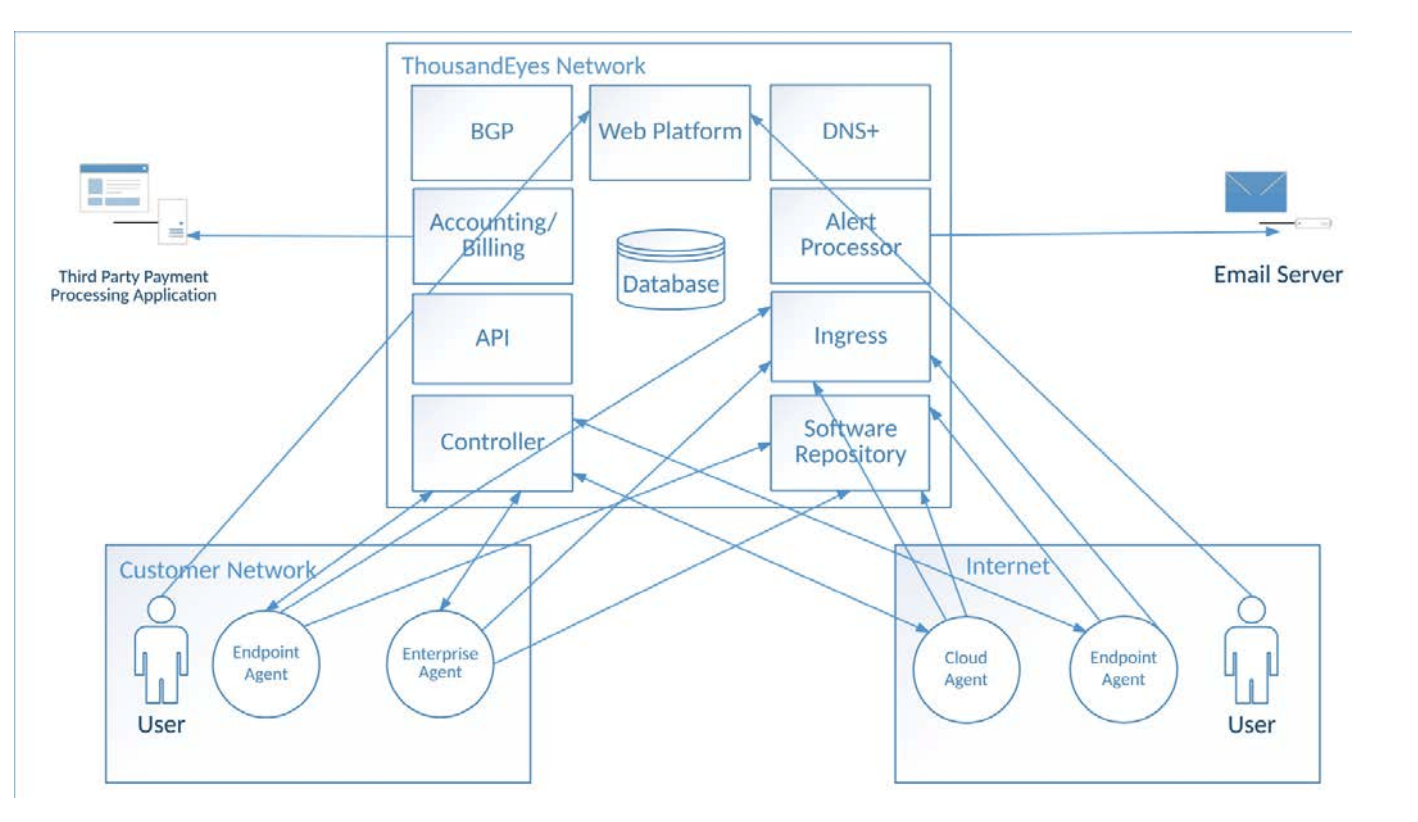 ThousandEyes Network
BGP
Web Platform
DNS+
Accounting/
Billing
Alert
Processor
Database
Third Party Payment
Processing Application
Email Server
API
Ingress
Controller
Software
Repository
Customer Network
User
Endpoint
Agent
Enterprise
Agent
Internet
Cloud
Agent
Endpoint
Agent
User